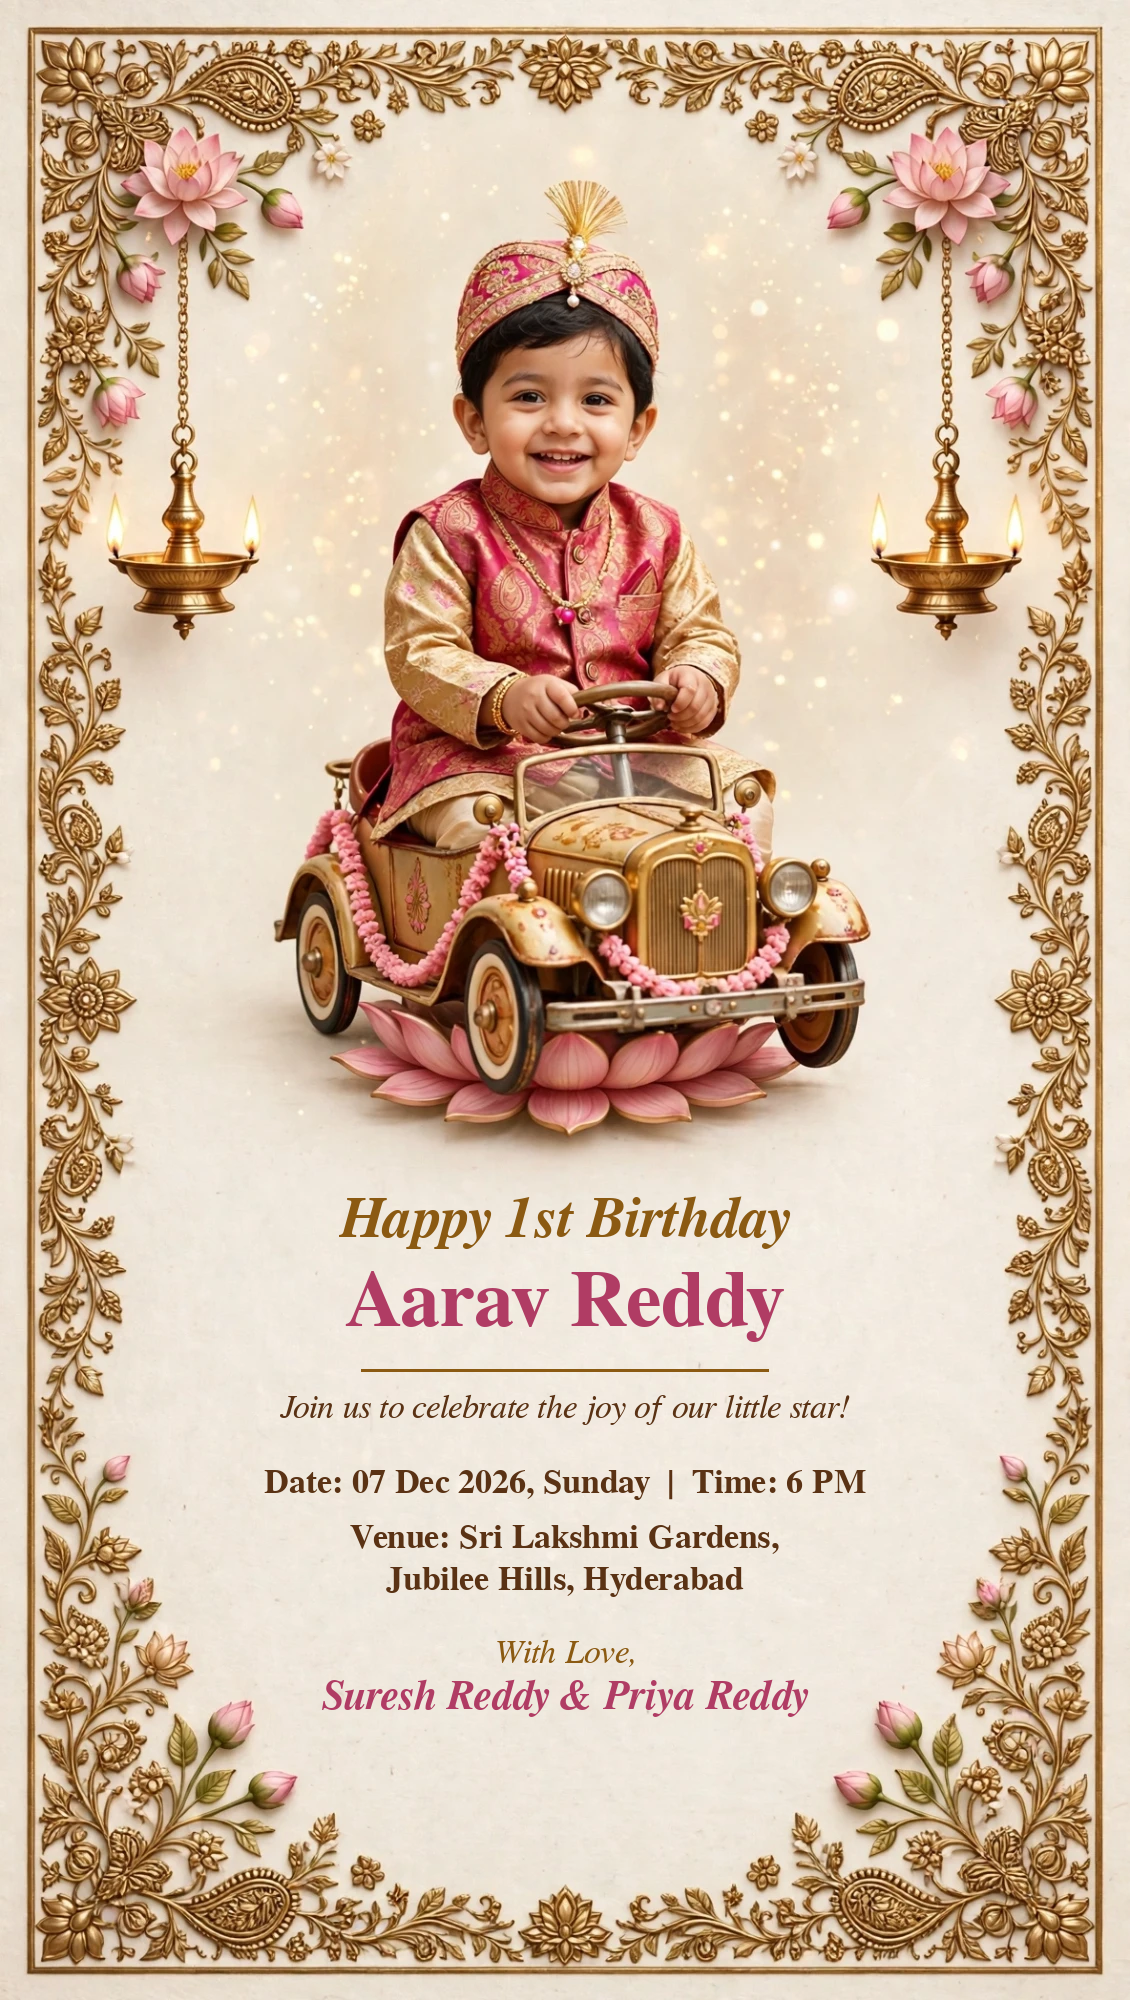 Happy 1st Birthday
Aarav Reddy
Join us to celebrate the joy of our little star!
Date: 07 Dec 2026, Sunday | Time: 6 PM
Venue: Sri Lakshmi Gardens,
Jubilee Hills, Hyderabad
With Love,
Suresh Reddy & Priya Reddy